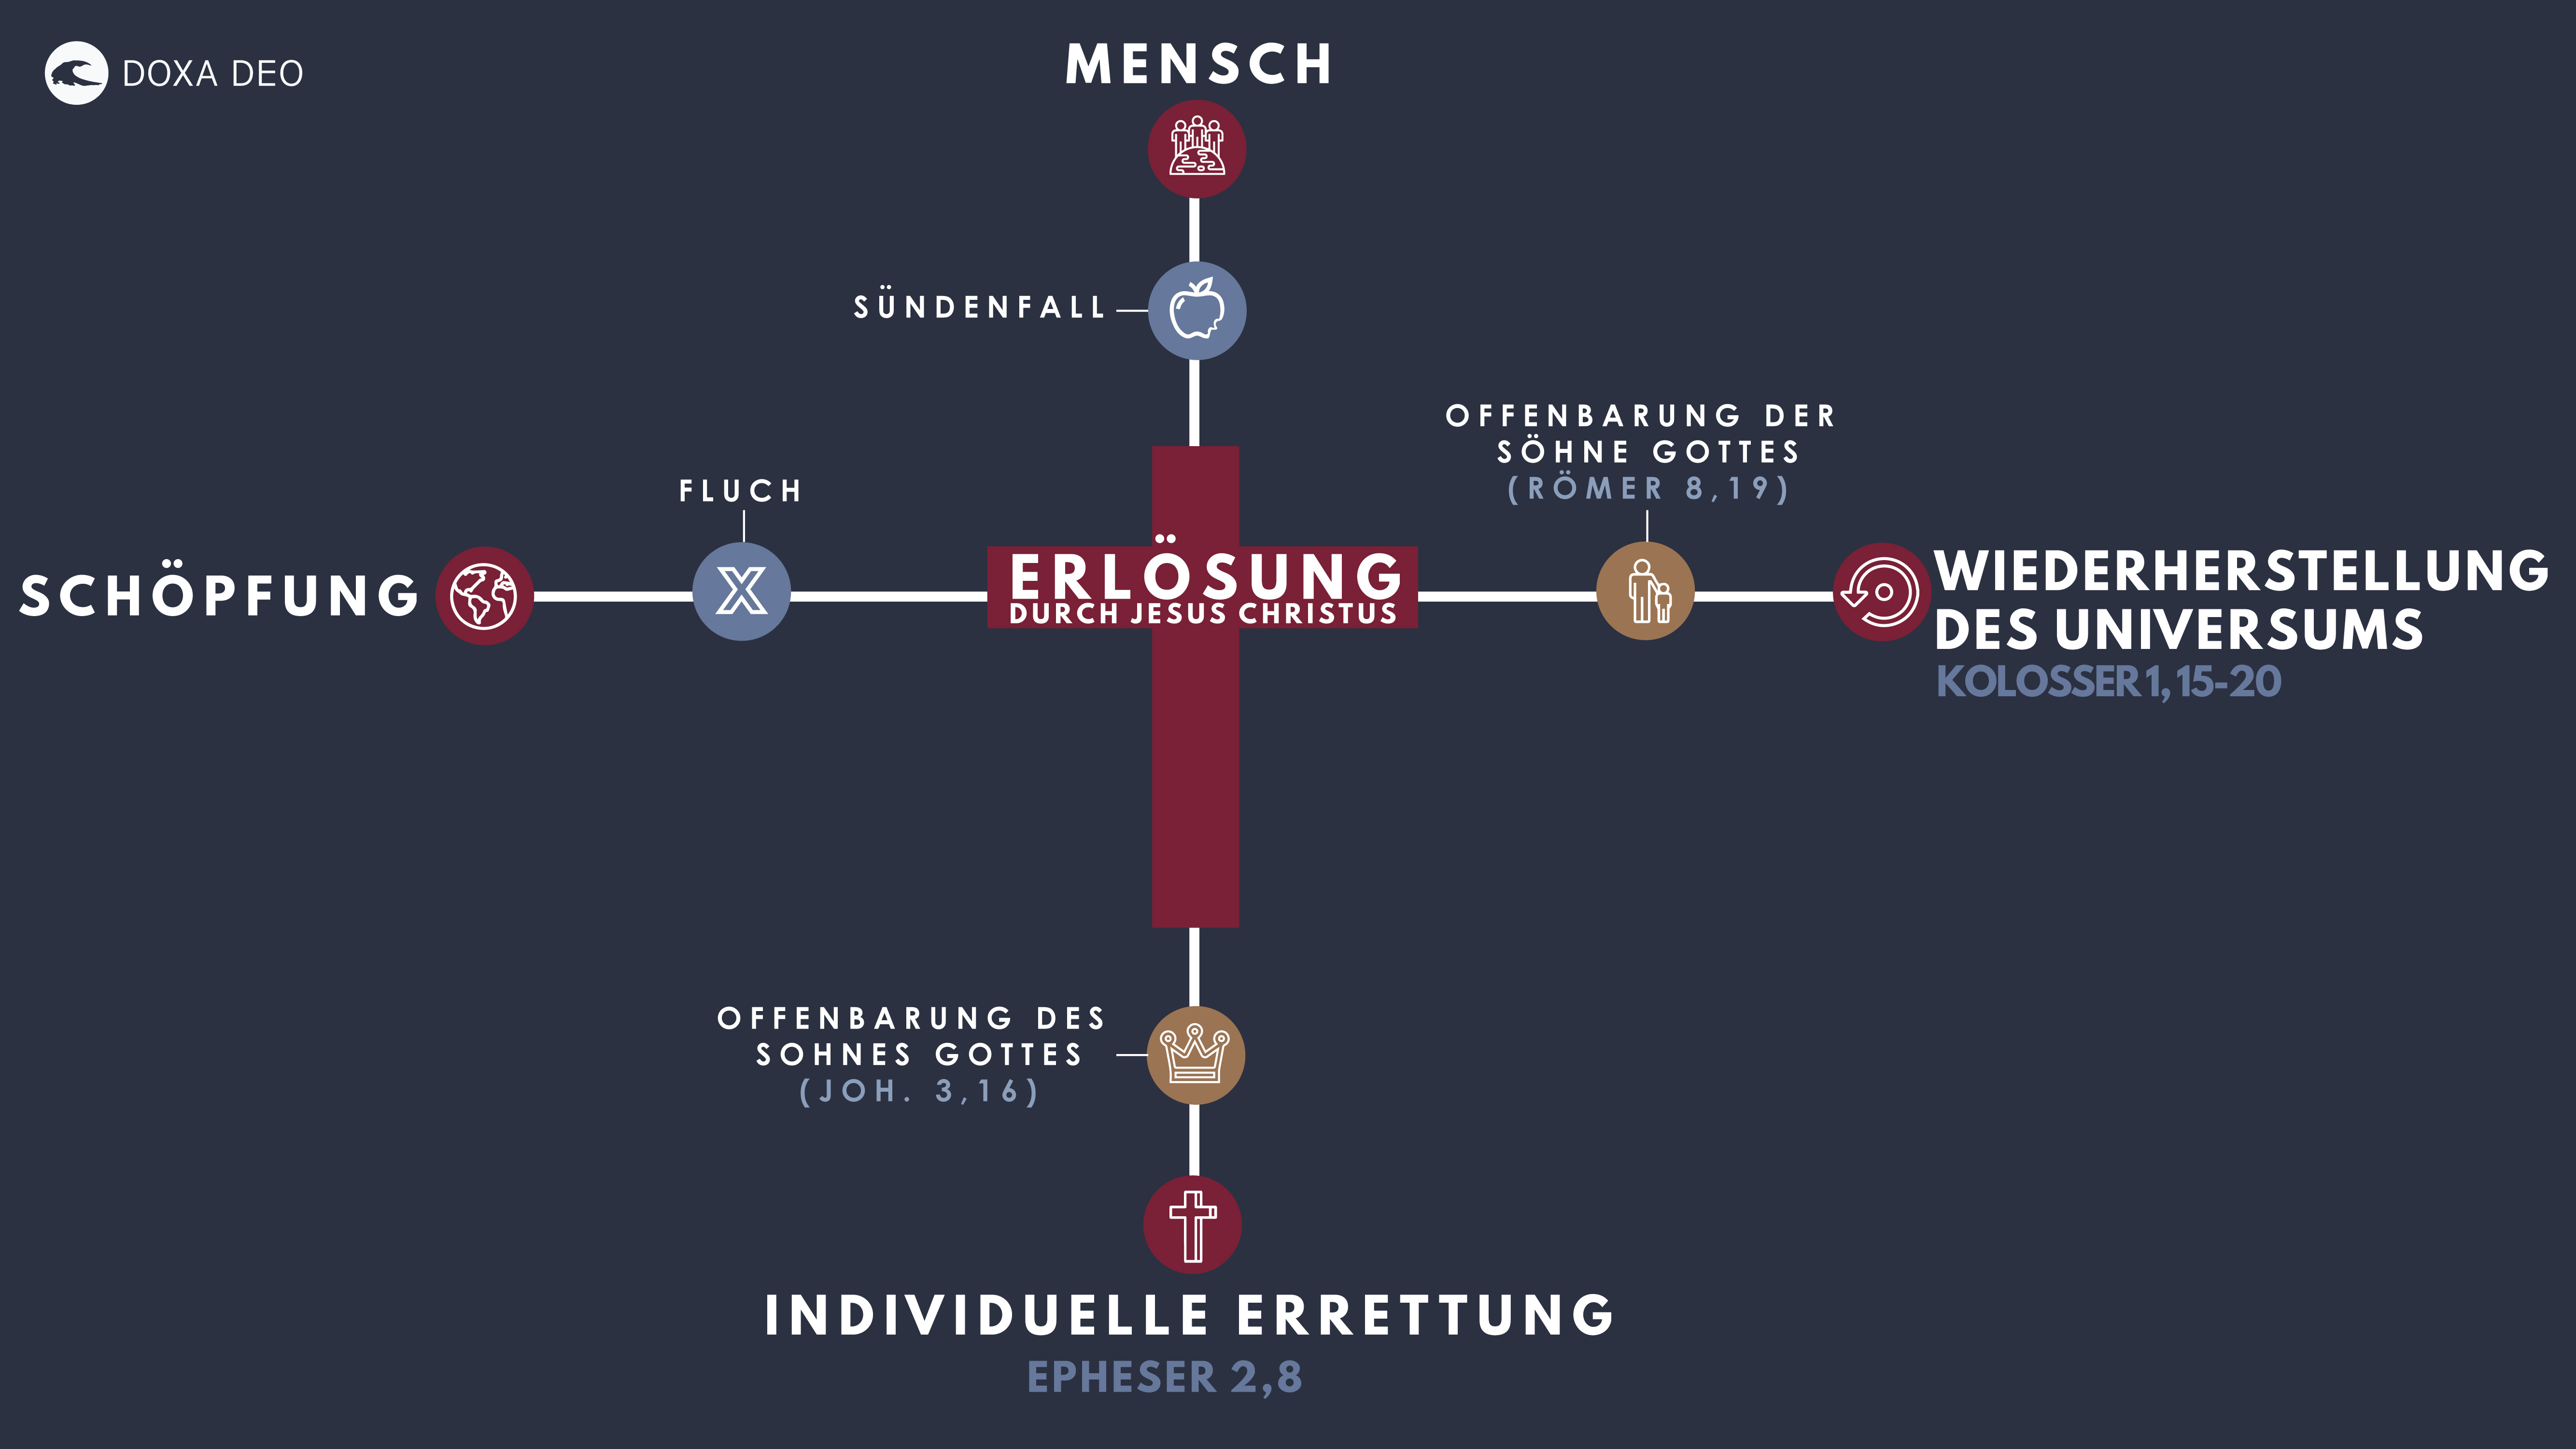 DOXA DEO
MENSCH
SÜNDENFALL
OFFENBARUNG DER
SÖHNE GOTTES
(RÖMER 8,19)
FLUCH
SCHÖPFUNG
X
ERLÖSUNG
DURCH JESUS CHRISTUS
WIEDERHERSTELLUNG
DES UNIVERSUMS
KOLOSSER 1, 15-20
OFFENBARUNG DES
SOHNES GOTTES
(JOH. 3,16)
INDIVIDUELLE ERRETTUNG
EPHESER 2,8